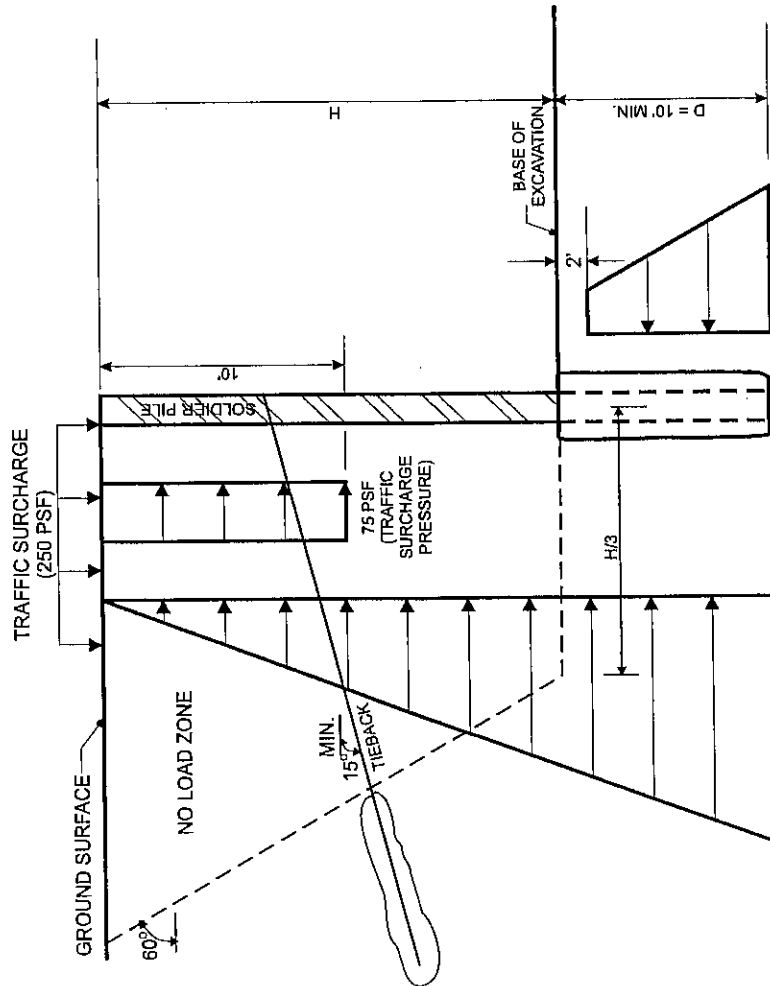 TRAFFIC SURCHARGE
(250 PSF)
GROUND SURFACE
NO LOAD ZONE
60°
MIN.
15°
TIEBACK
SOLDIER PILE
10'
75 PSF
(TRAFFIC
SURCHARGE
PRESSURE)
H
H/3
BASE OF
EXCAVATION
2'
D = 10' MIN.